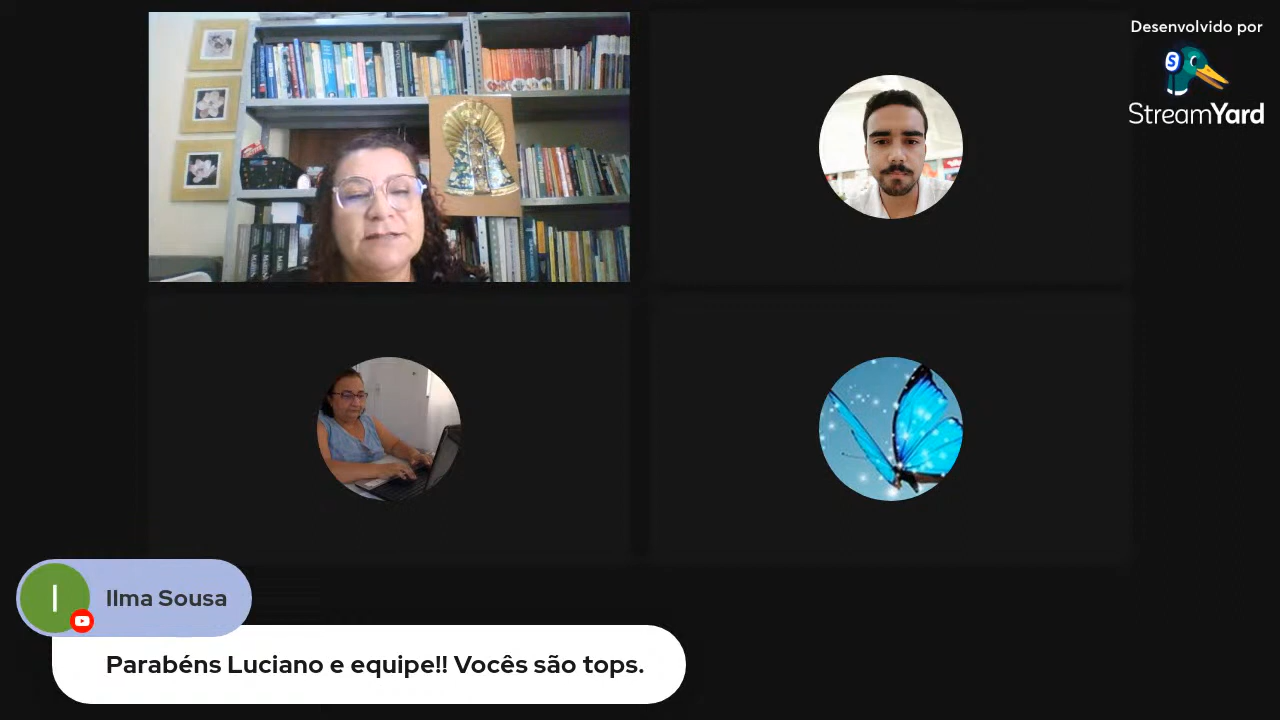 Desenvolvido por
StreamYard
Ilma Sousa
Parabéns Luciano e equipe!! Vocês são tops.